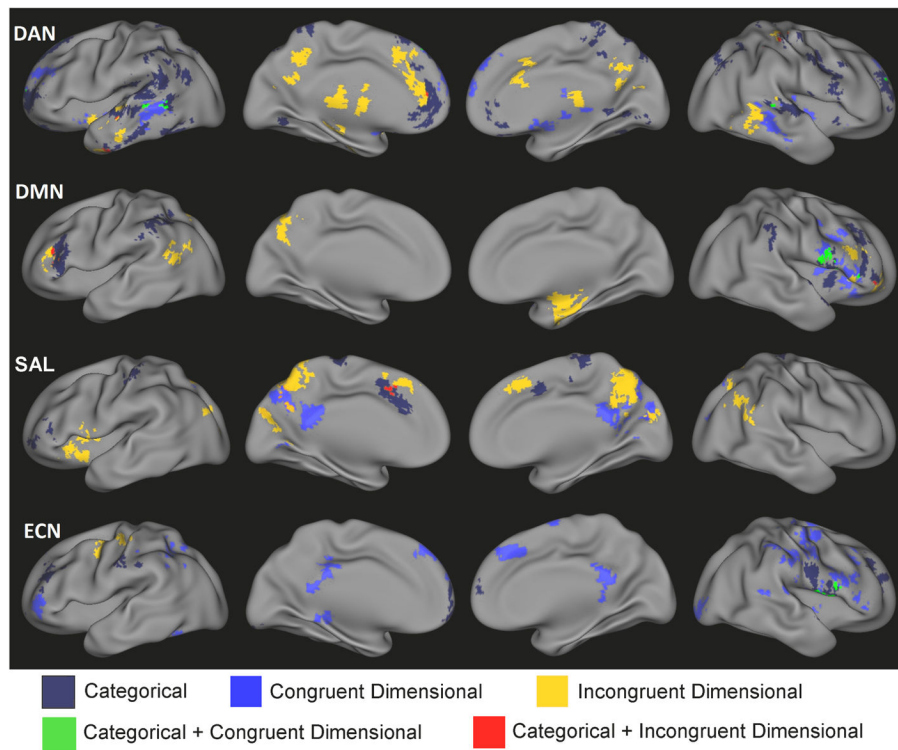 DAN
DMN
SAL
ECN
Categorical
Congruent Dimensional
Incongruent Dimensional
Categorical + Congruent Dimensional
Categorical + Incongruent Dimensional